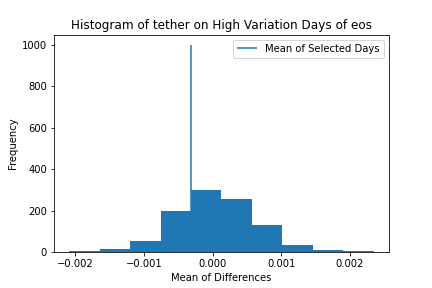 Histogram of tether on High Variation Days of eos
Mean of Selected Days
Frequency
1000
800
600
400
200
0
−0.002 −0.001 0.000 0.001 0.002
Mean of Differences